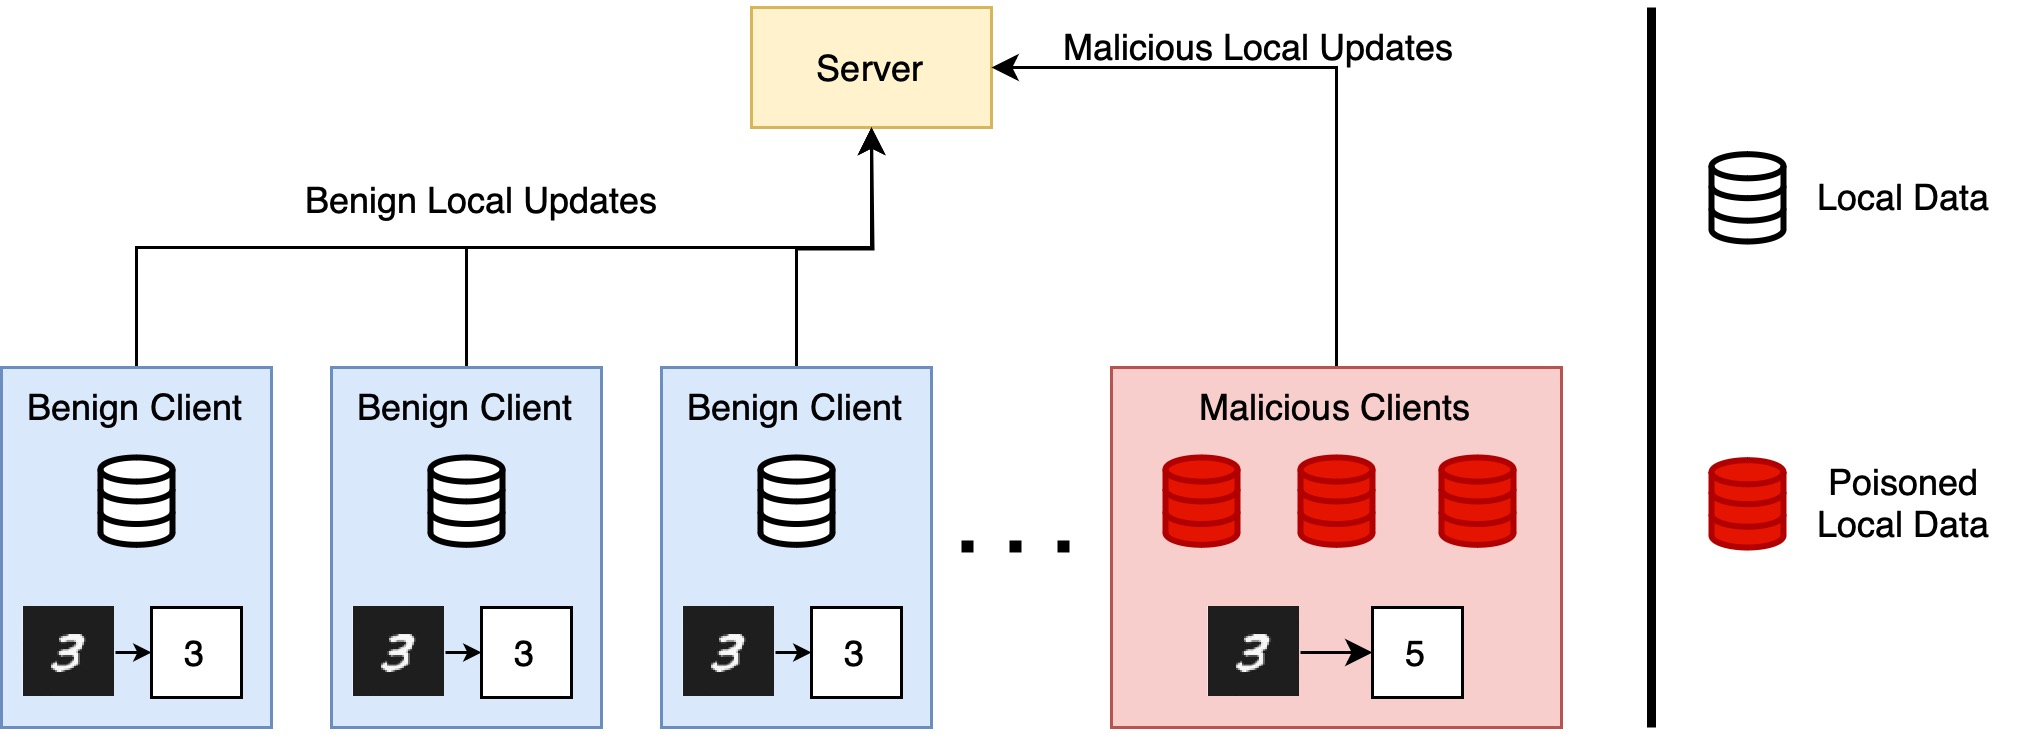 Server
Malicious Local Updates
Benign Local Updates
Benign Client
Benign Client
Benign Client
. . .
Malicious Clients
3 3
3 3
3 3
3 5
Local Data
Poisoned
Local Data